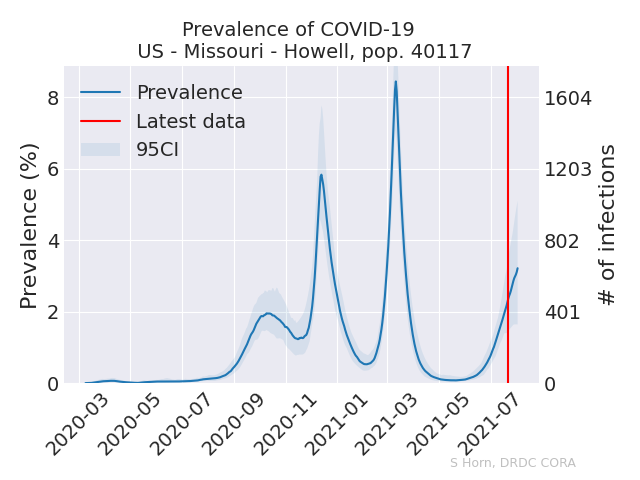 Prevalence of COVID-19
US - Missouri - Howell, pop. 40117
Prevalence (%)
8
6
4
2
0
Prevalence
Latest data
95CI
1604
1203
802
401
0
# of infections
2020-03
2020-05
2020-07
2020-09
2020-11
2021-01
2021-03
2021-05
2021-07
S Horn, DRDC CORA